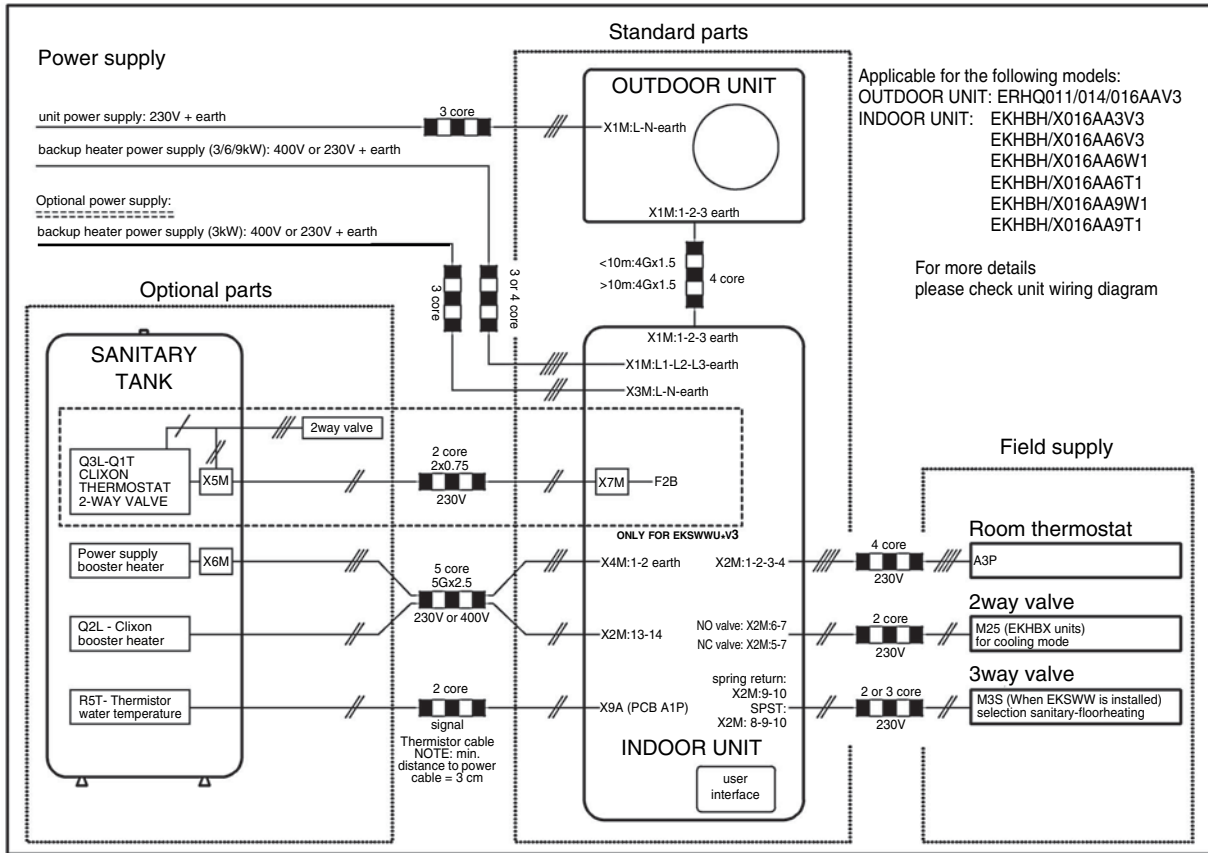 Standard parts
Power supply
OUTDOOR UNIT
Applicable for the following models:
OUTDOOR UNIT: ERHQ011/014/016AAV3
INDOOR UNIT: EKHBH/X016AA3V3
EKHBH/X016AA6V3
EKHBH/X016AA6W1
EKHBH/X016AA6T1
EKHBH/X016AA9W1
EKHBH/X016AA9T1
For more details
please check unit wiring diagram
unit power supply: 230V + earth
3 core
X1M:L-N-earth
backup heater power supply (3/6/9kW): 400V or 230V + earth
Optional power supply:
backup heater power supply (3kW): 400V or 230V + earth
X1M:1-2-3 earth
<10m:4Gx1.5
>10m:4Gx1.5
4 core
3 core
3 or 4 core
X1M:1-2-3 earth
X1M:L1-L2-L3-earth
X3M:L-N-earth
Optional parts
SANITARY
TANK
2way valve
Q3L-Q1T
CLIXON
THERMOSTAT
2-WAY VALVE
X5M
2 core
2x0.75
230V
X7M
F2B
ONLY FOR EKSWWU*V3
Power supply
booster heater
X6M
5 core
5Gx2.5
230V or 400V
X4M:1-2 earth
Q2L - Clixon
booster heater
X2M:13-14
R5T- Thermistor
water temperature
2 core
signal
Thermistor cable
NOTE: min.
distance to power
cable = 3 cm
X9A (PCB A1P)
X2M:1-2-3-4
NO valve: X2M:6-7
NC valve: X2M:5-7
spring return:
X2M:9-10
SPST:
X2M: 8-9-10
INDOOR UNIT
user
interface
Field supply
Room thermostat
4 core
230V
A3P
2way valve
2 core
230V
M25 (EKHBX units)
for cooling mode
3way valve
2 or 3 core
230V
M3S (When EKSWW is installed)
selection sanitary-floorheating